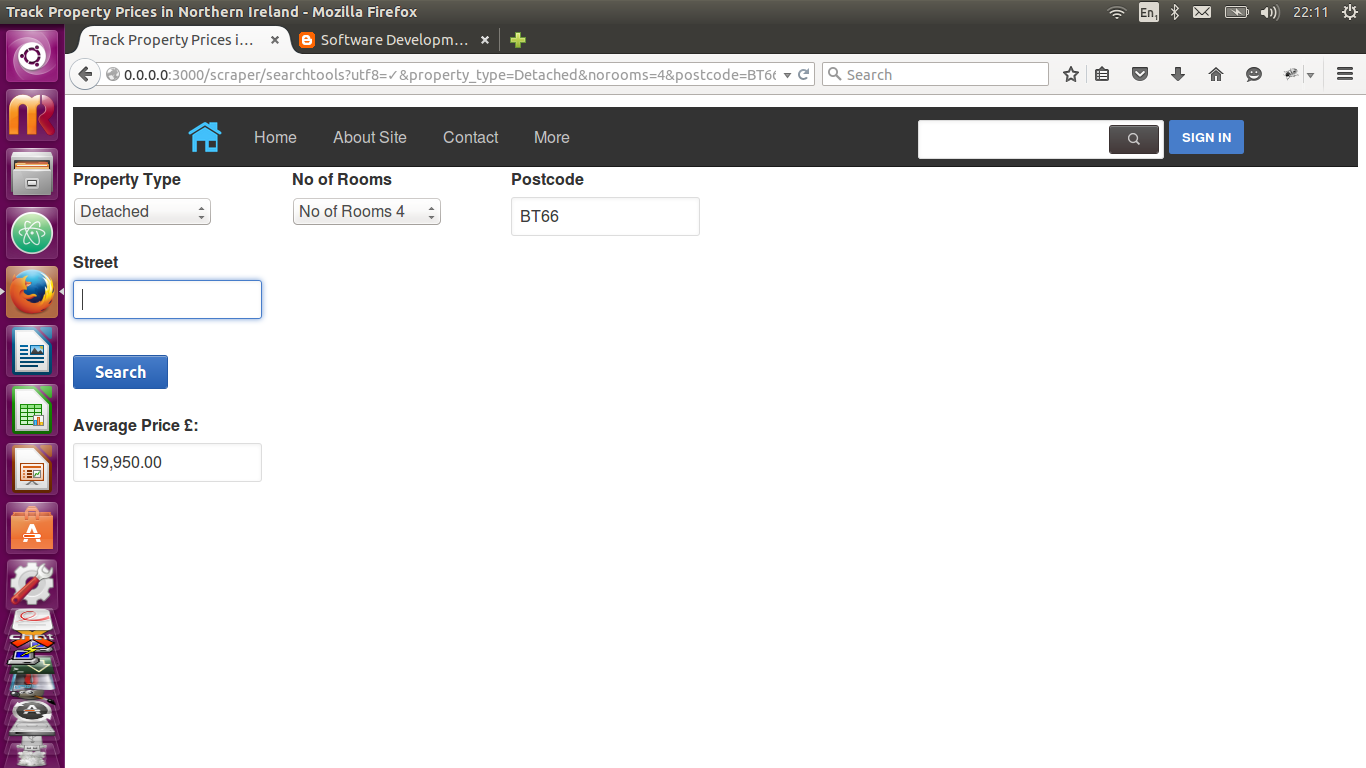 Track Property Prices in Northern Ireland - Mozilla Firefox
En1 22:11
Track Property Prices i... Software Developm...
0.0.0.0:3000/scraper/searchtools?utf8=✓&property_type=Detached&norooms=4&postcode=BT66 Search
Home About Site Contact More SIGN IN
Property Type No of Rooms Postcode
Detached No of Rooms 4 BT66
Street
Search
Average Price £:
159,950.00